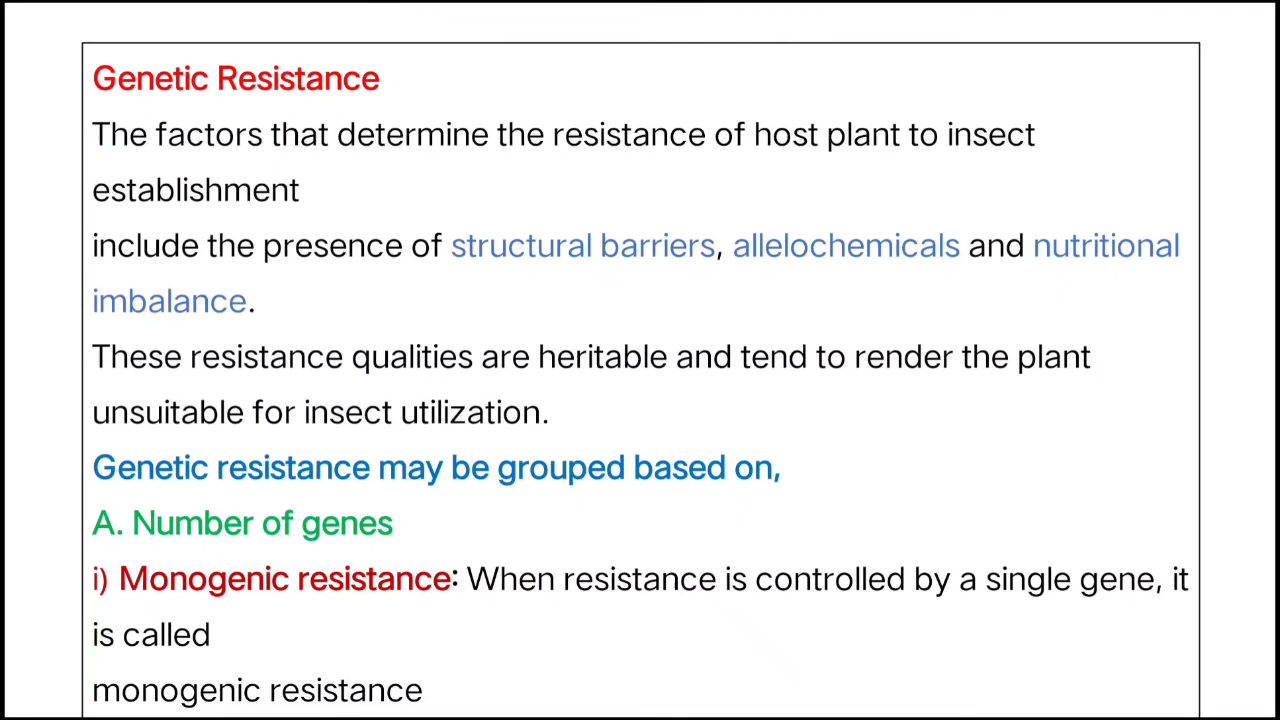 Genetic Resistance
The factors that determine the resistance of host plant to insect
establishment
include the presence of structural barriers, allelochemicals and nutritional
imbalance.
These resistance qualities are heritable and tend to render the plant
unsuitable for insect utilization.
Genetic resistance may be grouped based on,
A. Number of genes
i) Monogenic resistance: When resistance is controlled by a single gene, it
is called
monogenic resistance